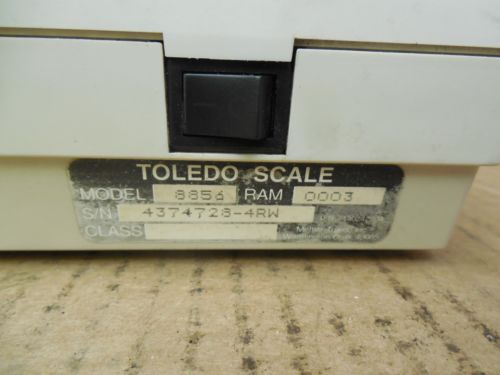 TOLEDO SCALE
MODEL 8856 RAM 0003
S/N 4374728-4RW
CLASS